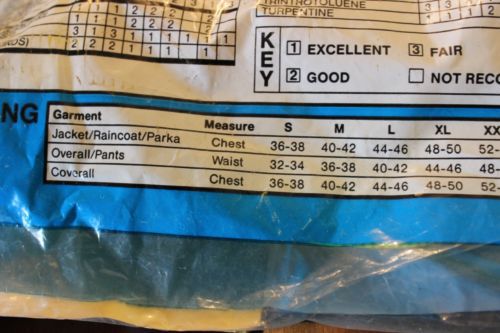 TRINTROTOLUENE
TURPENTINE
KEY
1 EXCELLENT 3 FAIR
2 GOOD NOT RECO
NG
Garment Measure S M L XL XX
Jacket/Raincoat/Parka Chest 36-38 40-42 44-46 48-50 52-
Overall/Pants Waist 32-34 36-38 40-42 44-46 48-
Coverall Chest 36-38 40-42 44-46 48-50 52-